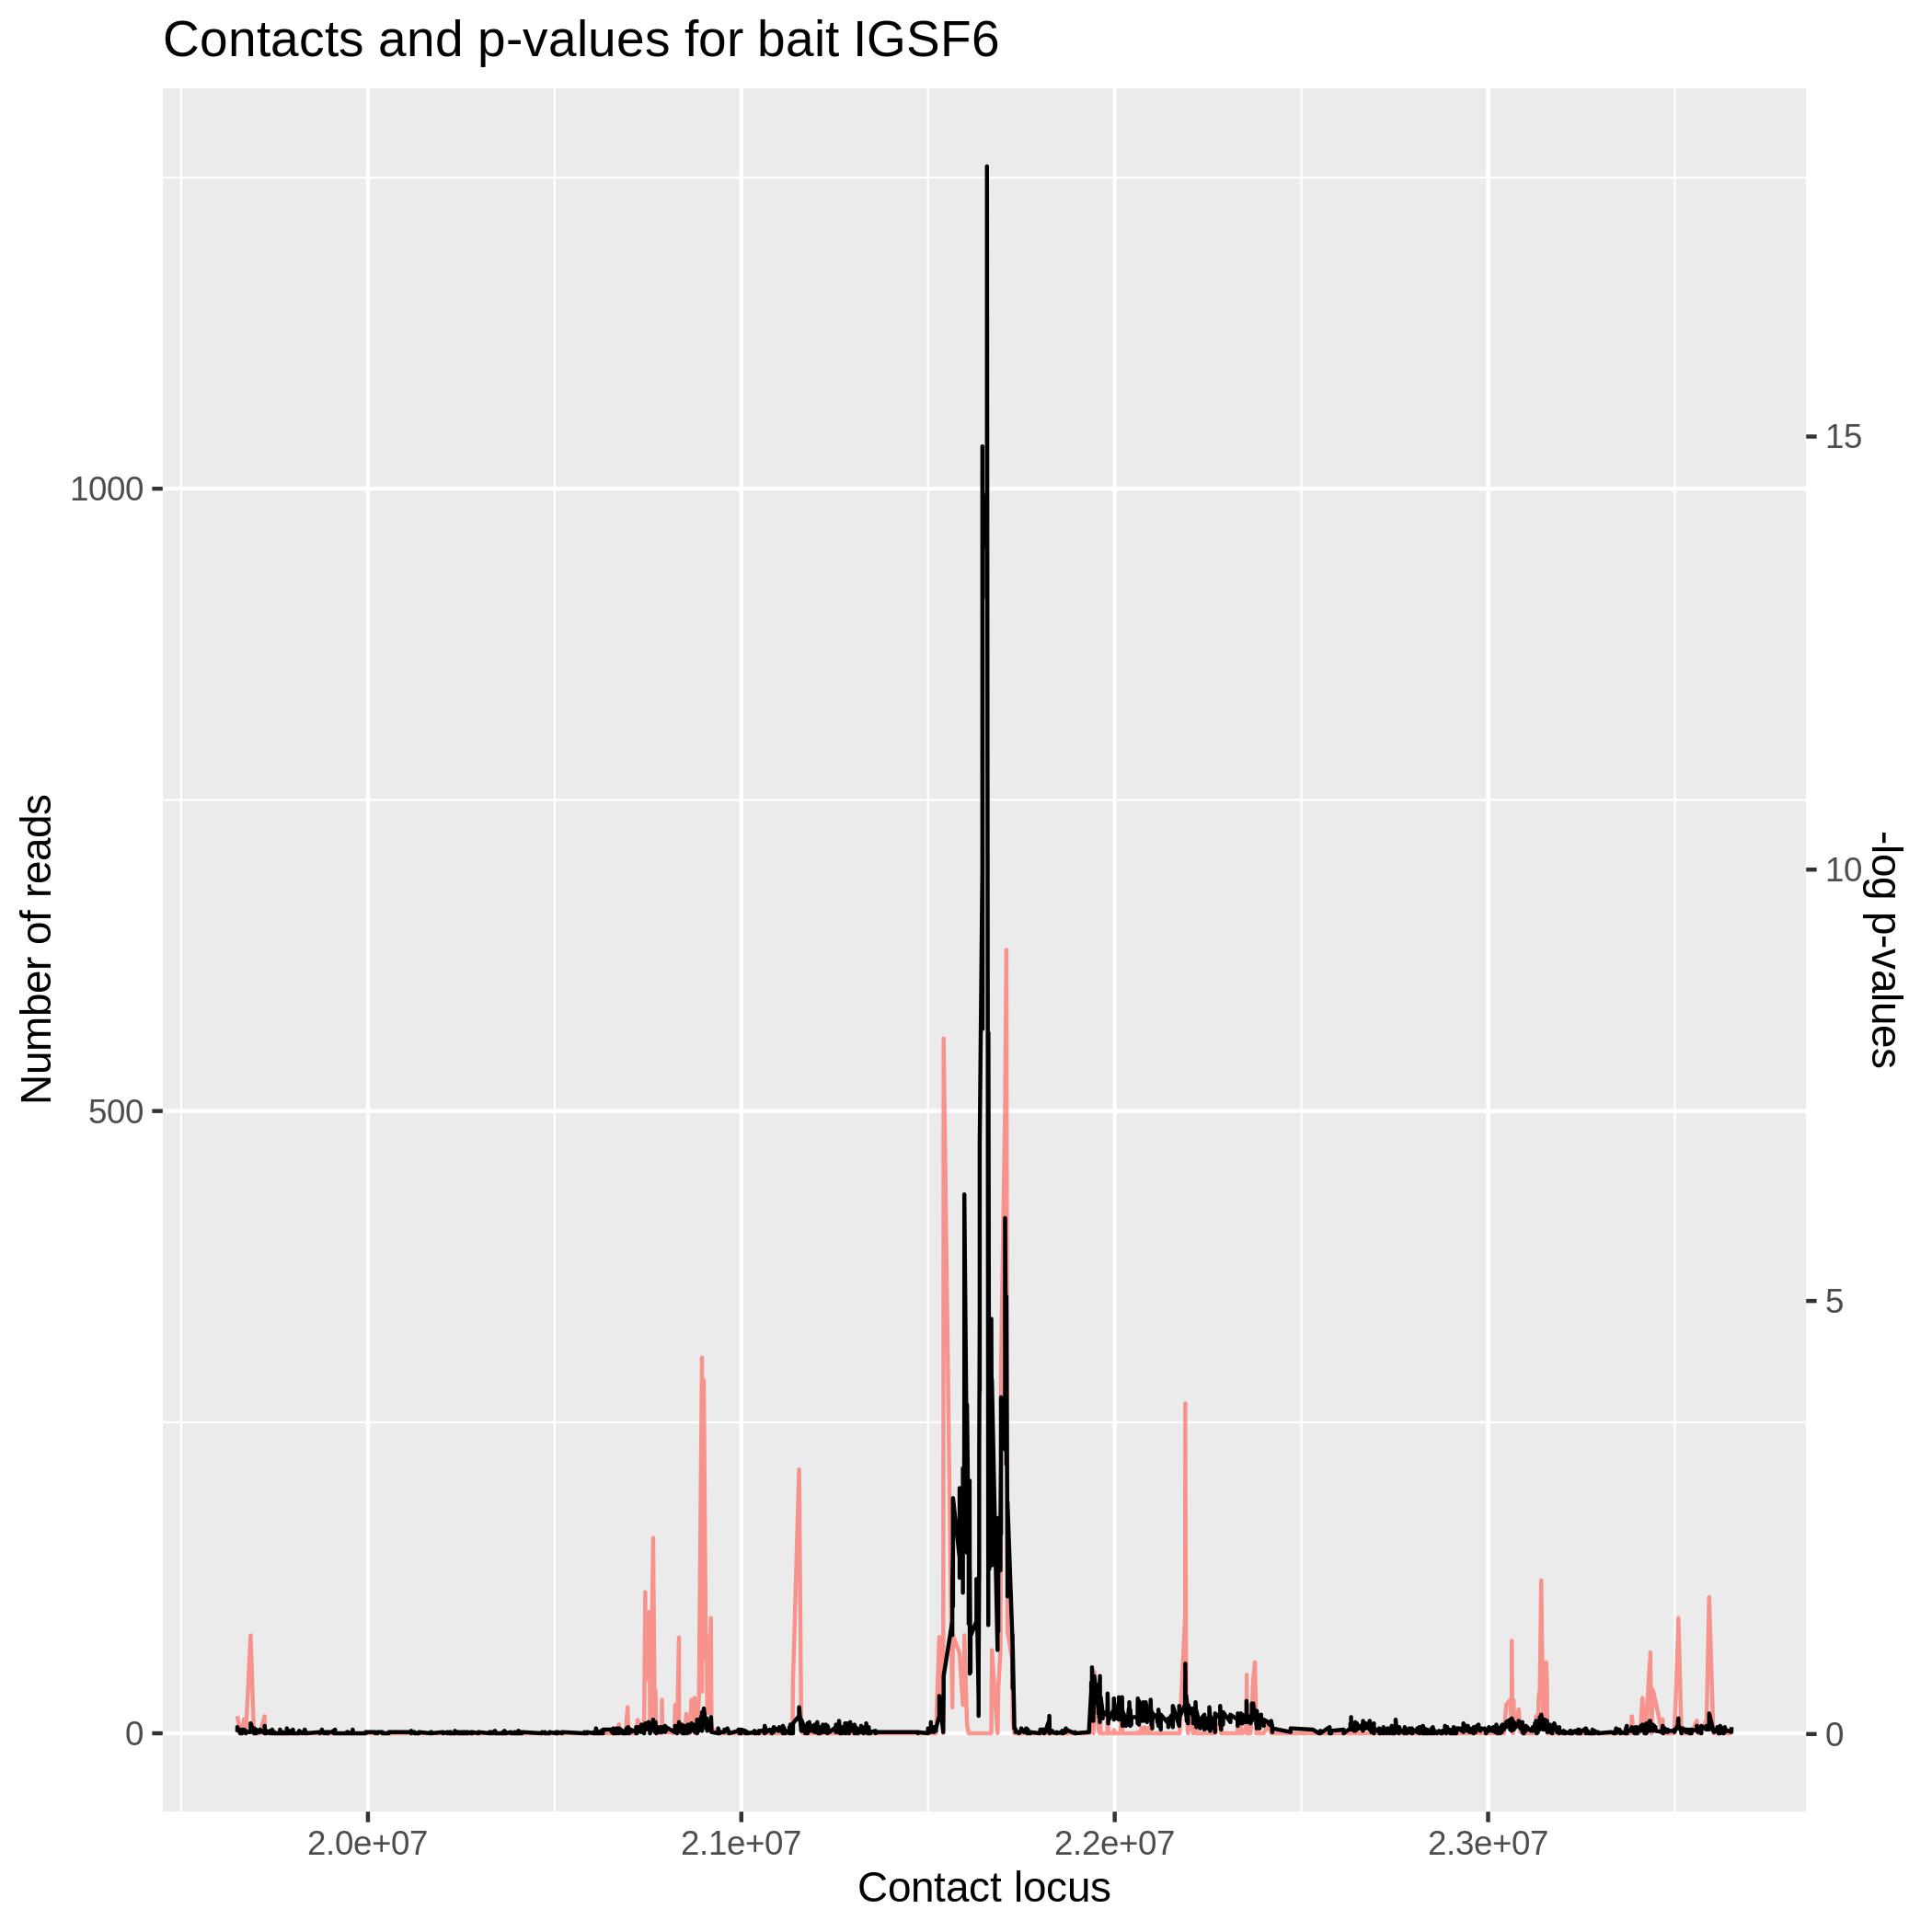 Contacts and p-values for bait IGSF6
Number of reads
1000
500
0
15
10
5
0
-log p-values
2.0e+07
2.1e+07
2.2e+07
2.3e+07
Contact locus